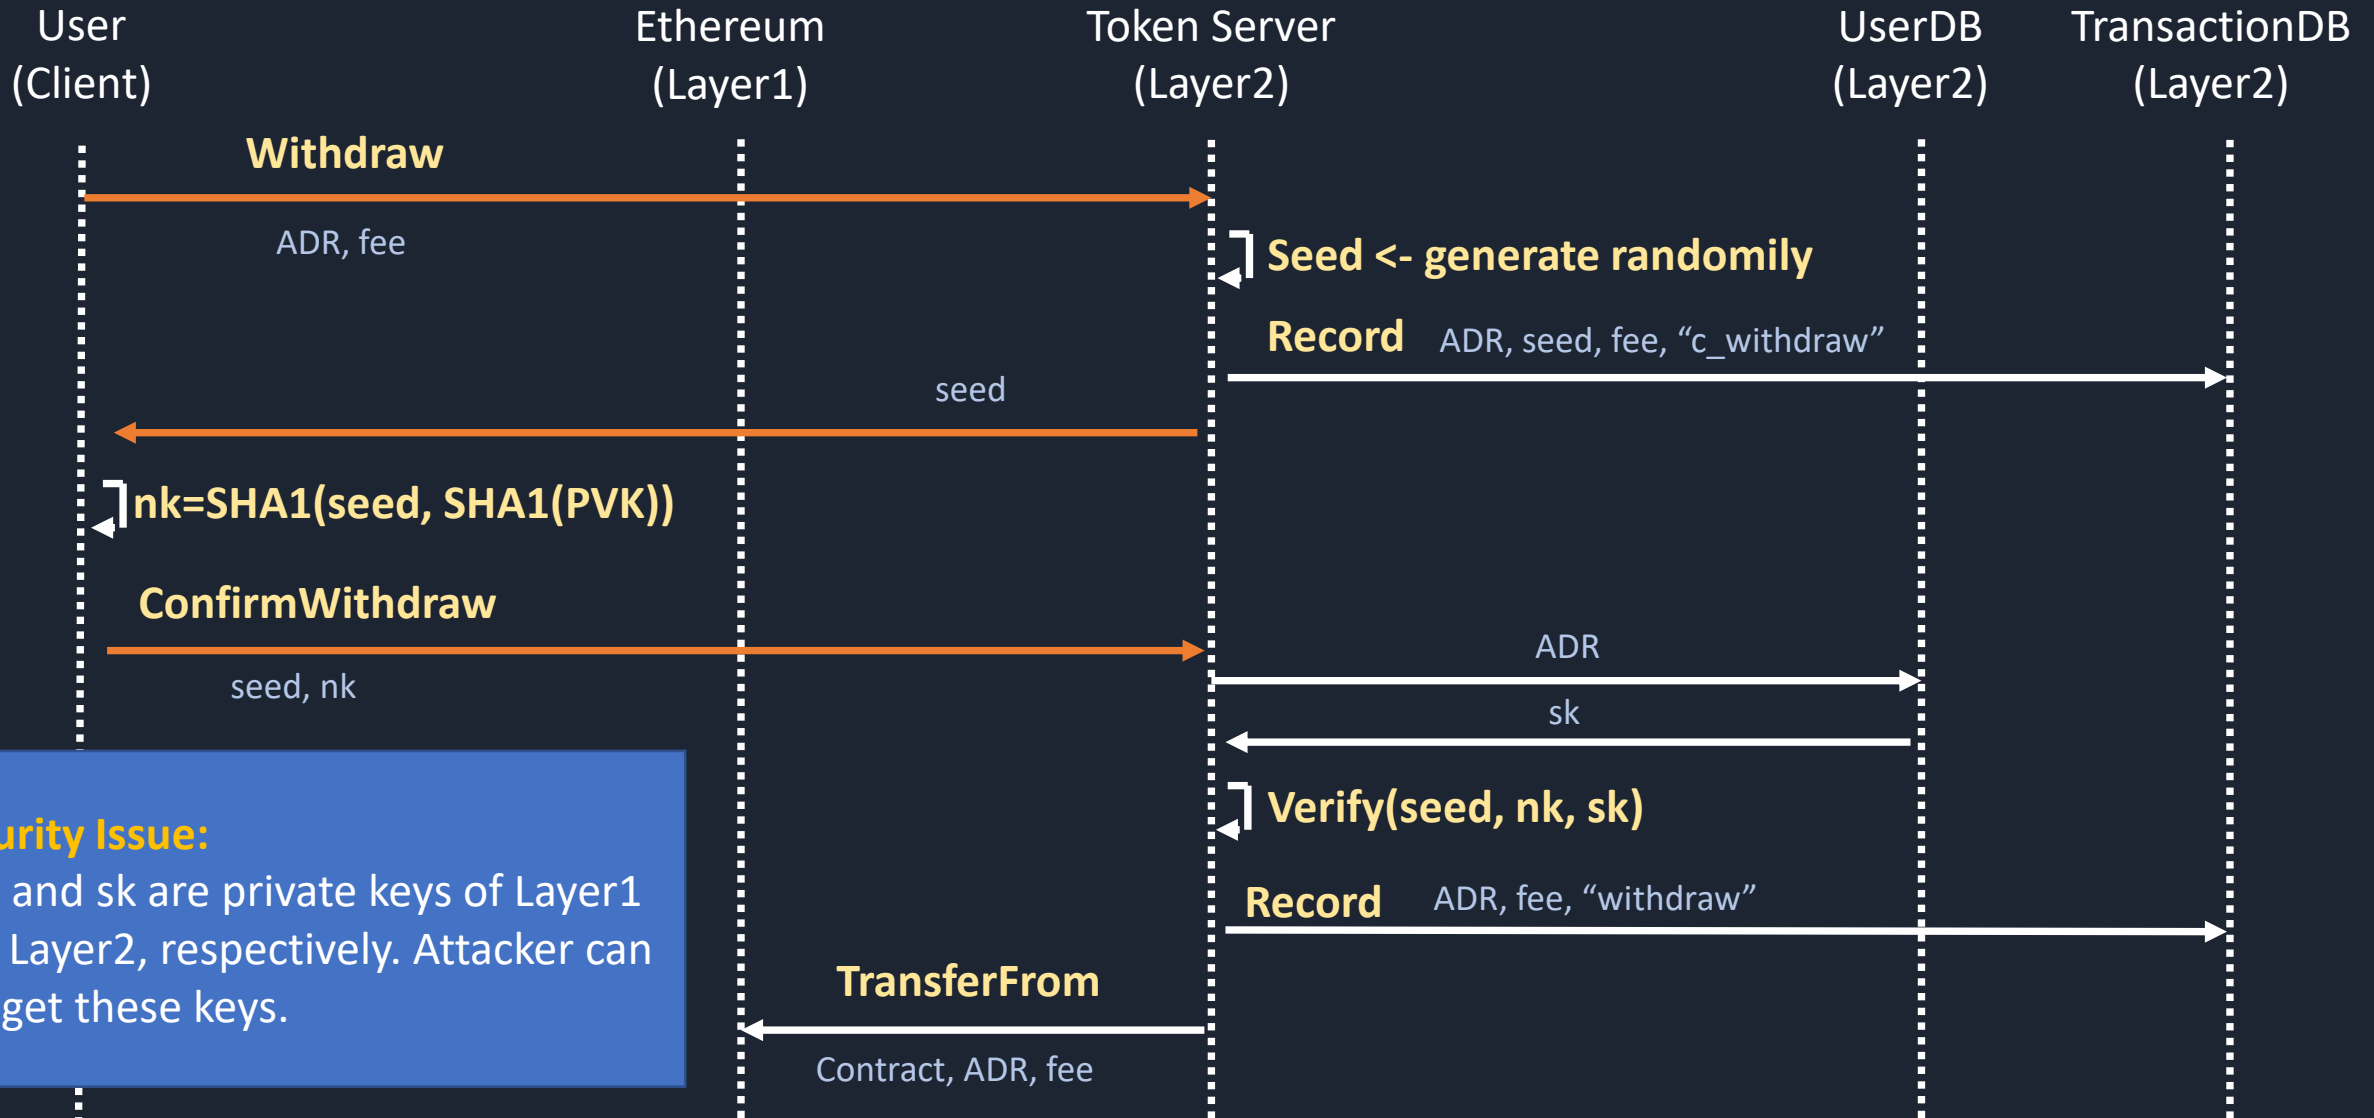 User
(Client)
Ethereum
(Layer1)
Token Server
(Layer2)
UserDB
(Layer2)
TransactionDB
(Layer2)
Withdraw
ADR, fee
Seed <- generate randomily
Record ADR, seed, fee, “c_withdraw”
seed
nk=SHA1(seed, SHA1(PVK))
ConfirmWithdraw
seed, nk
ADR
sk
Verify(seed, nk, sk)
Record ADR, fee, “withdraw”
TransferFrom
Contract, ADR, fee
urity Issue:
and sk are private keys of Layer1
Layer2, respectively. Attacker can
get these keys.